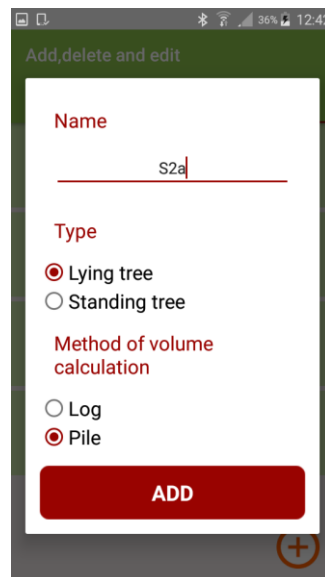 36% 12:42
Add,delete and edit
Name
S2a
Type
Lying tree
Standing tree
Method of volume
calculation
Log
Pile
ADD